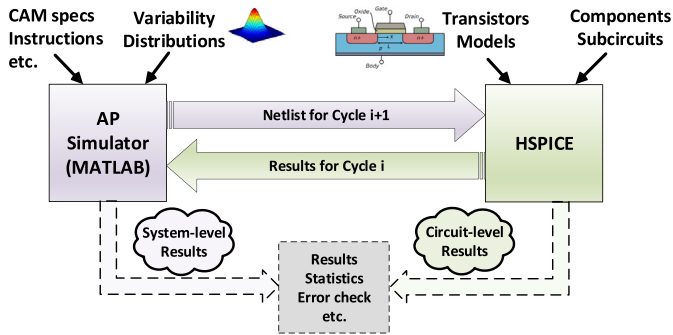 CAM specs
Instructions
etc.
Variability
Distributions
Oxide
Gate
Source
Drain
n+
x
n+
L
p
Body
Transistors
Models
Components
Subcircuits
AP
Simulator
(MATLAB)
Netlist for Cycle i+1
Results for Cycle i
HSPICE
System-level
Results
Circuit-level
Results
Results
Statistics
Error check
etc.